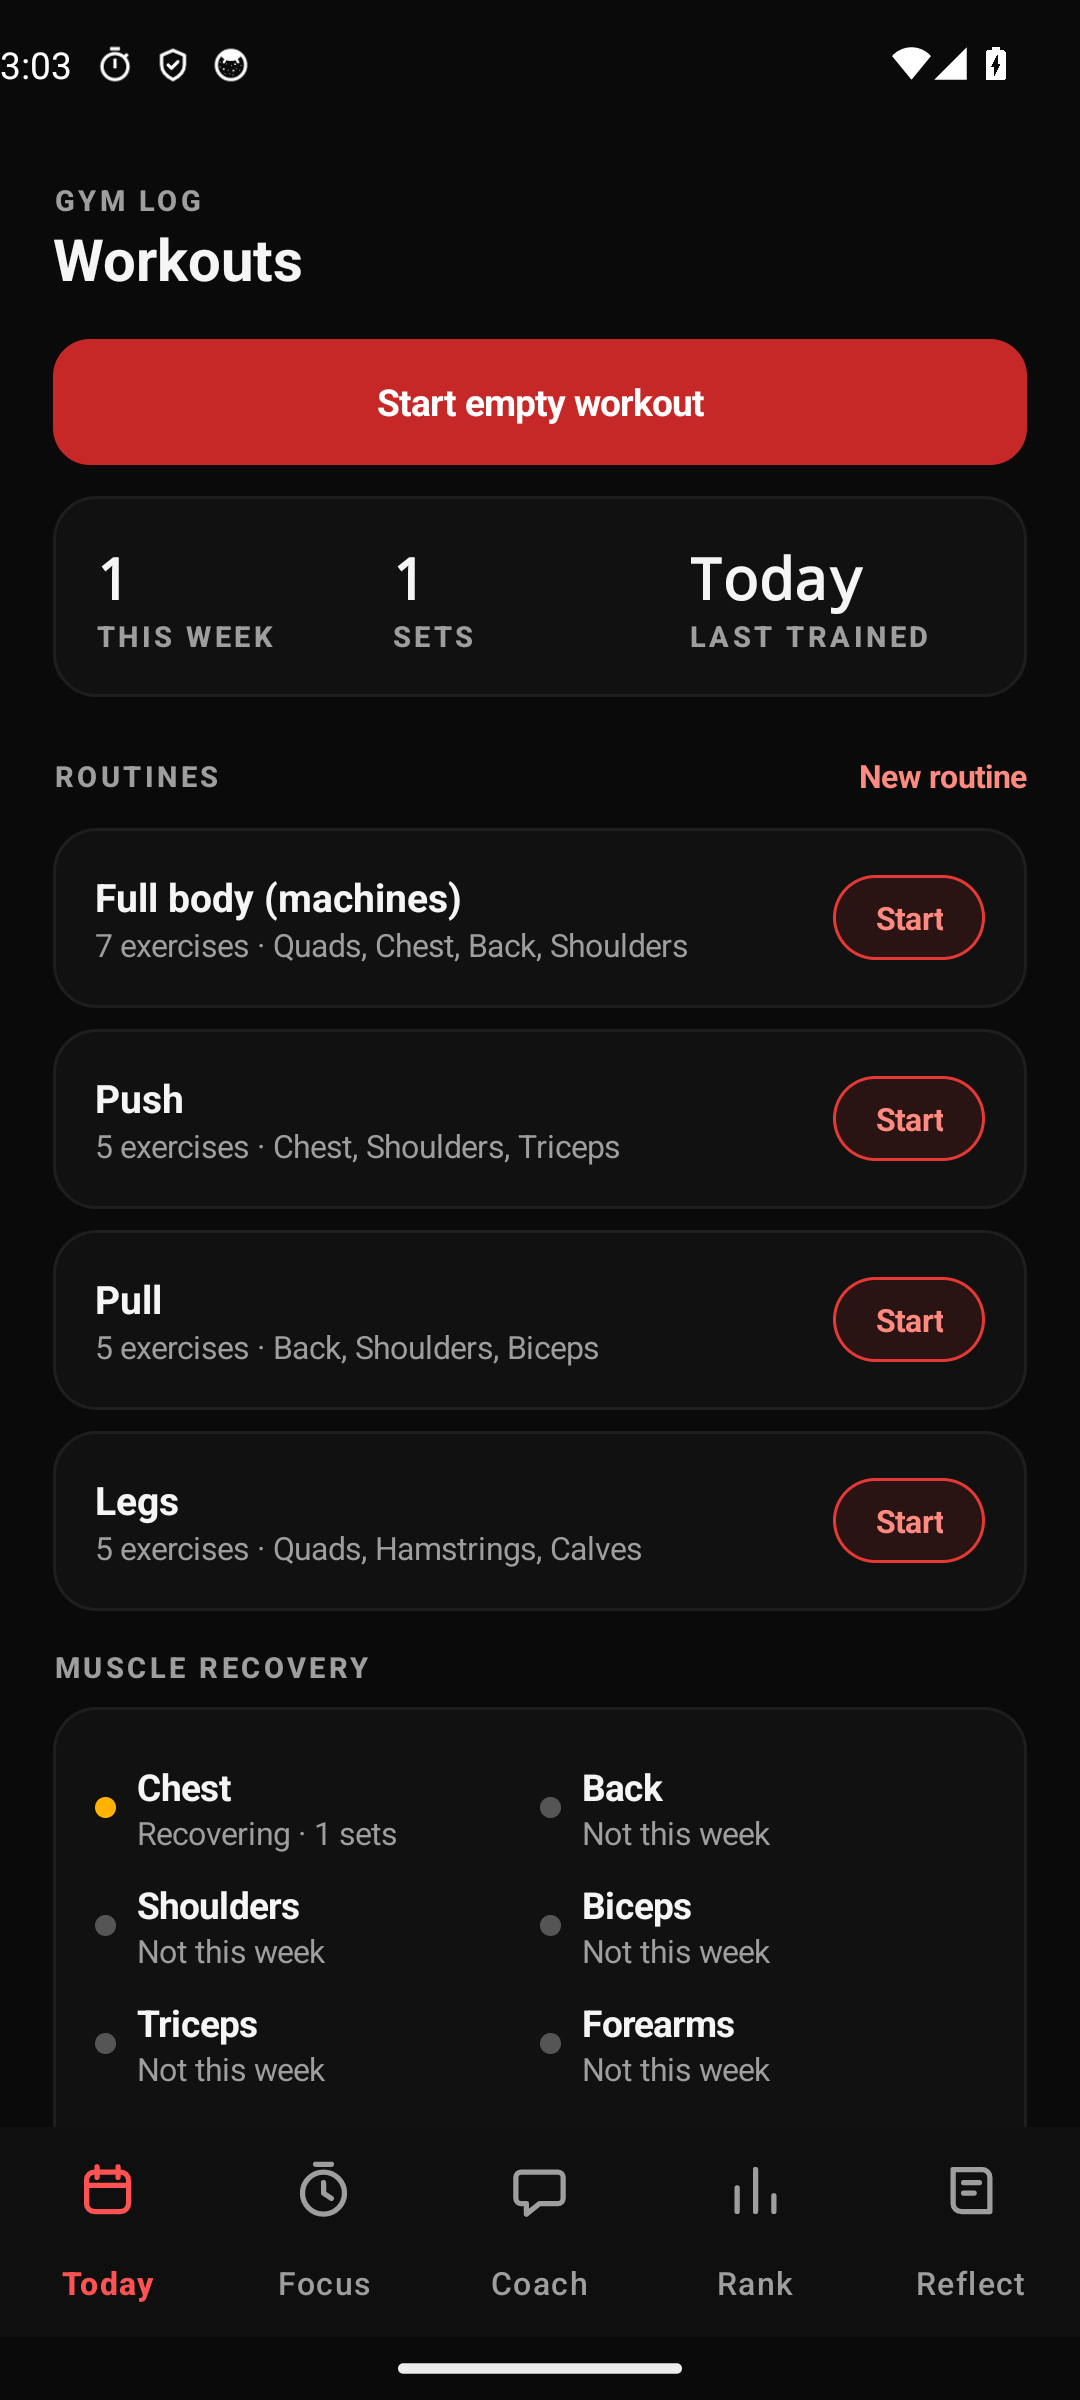 3:03
GYM LOG
Workouts
Start empty workout
1 1 Today
THIS WEEK SETS LAST TRAINED
ROUTINES New routine
Full body (machines)
7 exercises · Quads, Chest, Back, Shoulders
Start
Push
5 exercises · Chest, Shoulders, Triceps
Start
Pull
5 exercises · Back, Shoulders, Biceps
Start
Legs
5 exercises · Quads, Hamstrings, Calves
Start
MUSCLE RECOVERY
Chest Back
Recovering · 1 sets Not this week
Shoulders Biceps
Not this week Not this week
Triceps Forearms
Not this week Not this week
Today Focus Coach Rank Reflect